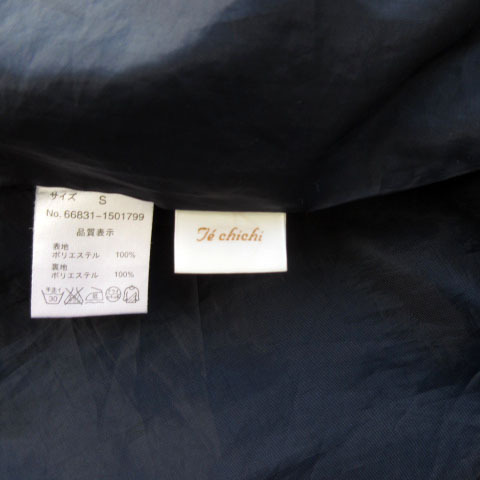 サイズ S
No. 66831-1501799
品質表示
表地
ポリエステル 100%
裏地
ポリエステル 100%
Té chichi